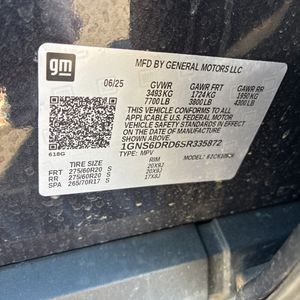 gm
MFD BY GENERAL MOTORS LLC
06/25 GVWR GAWR FRT GAWR RR
3493 KG 1724 KG 1950 KG
7700 LB 3800 LB 4300 LB
THIS VEHICLE CONFORMS TO ALL APPLICABLE
U.S. FEDERAL MOTOR
VEHICLE SAFETY STANDARDS IN EFFECT ON THE
DATE OF MANUFACTURE SHOWN ABOVE.
618G
1GNS6DRD6SR335872
TYPE: MPV
TIRE SIZE RIM
FRT 275/60R20 S 20X9J
RR 275/60R20 S 20X9J
SPA 265/70R17 S 17X8J